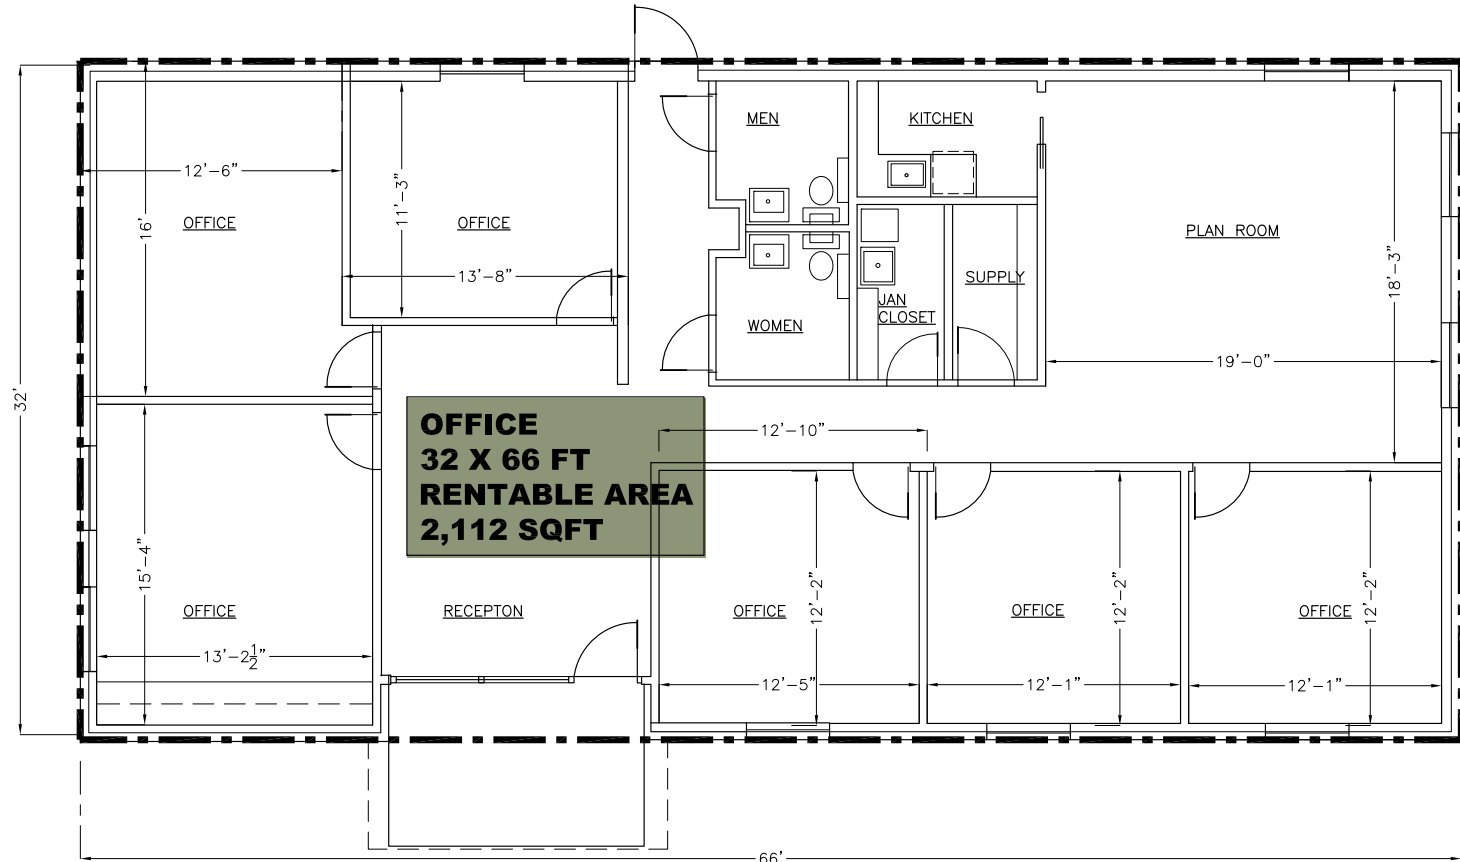 MEN
KITCHEN
12'-6"
11'-3"
16'
OFFICE
OFFICE
PLAN ROOM
13'-8"
18'-3"
SUPPLY
JAN
CLOSET
WOMEN
19'-0"
32'
OFFICE
32 X 66 FT
RENTABLE AREA
2,112 SQFT
12'-10"
15'-4"
12'-2"
12'-2"
12'-2"
OFFICE
RECEPTON
OFFICE
OFFICE
OFFICE
13'-2½"
12'-5"
12'-1"
12'-1"
66'